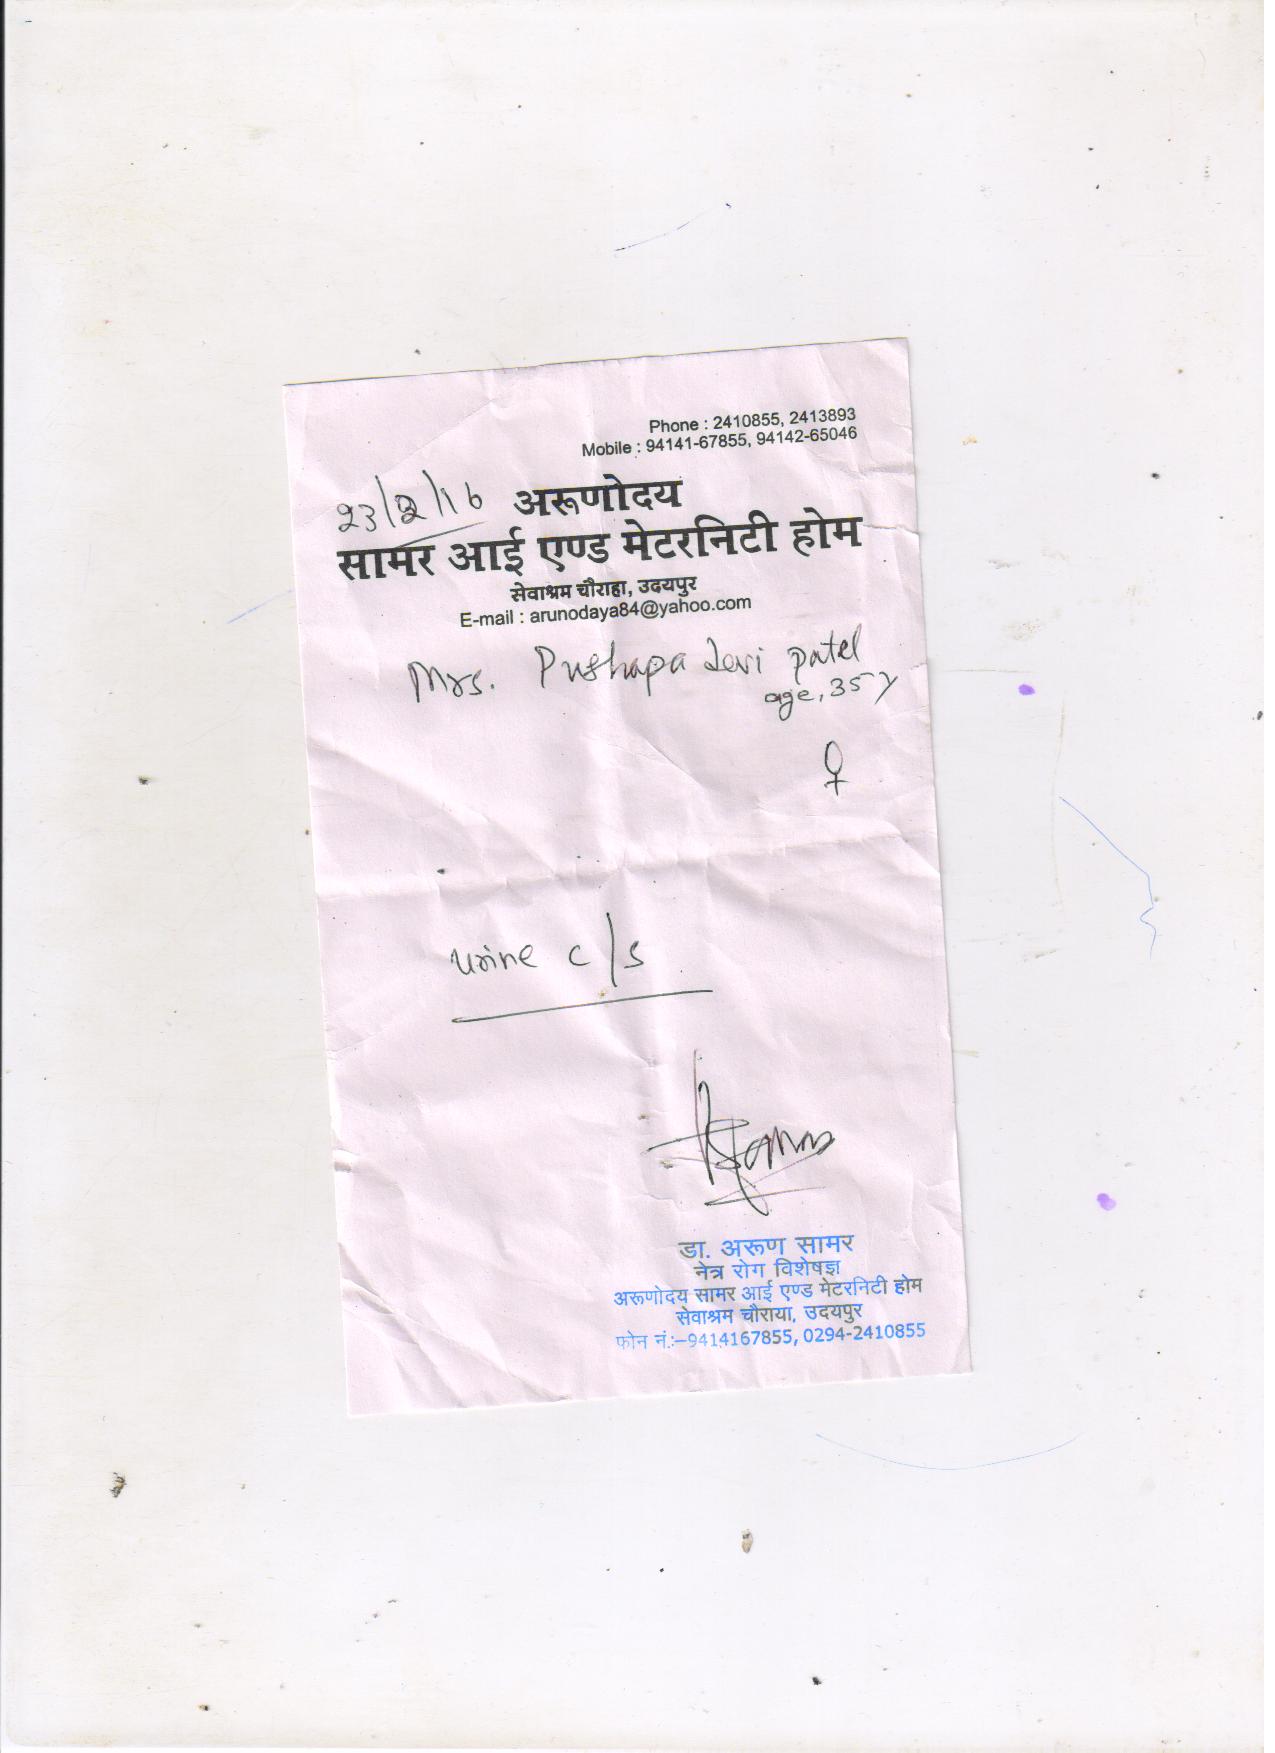 Phone : 2410855, 2413893
Mobile : 94141-67855, 94142-65046
23/2/16
अरूणोदय
सामर आई एण्ड मेटरनिटी होम
सेवाश्रम चौराहा, उदयपुर
E-mail : arunodaya84@yahoo.com
Mrs. Pushapa Devi Patel
age, 35 y
♀
urine c/s
डा. अरूण सामर
नेत्र रोग विशेषज्ञ
अरूणोदय सामर आई एण्ड मेटरनिटी होम
सेवाश्रम चौराया, उदयपुर
फोन नं.:–9414167855, 0294-2410855